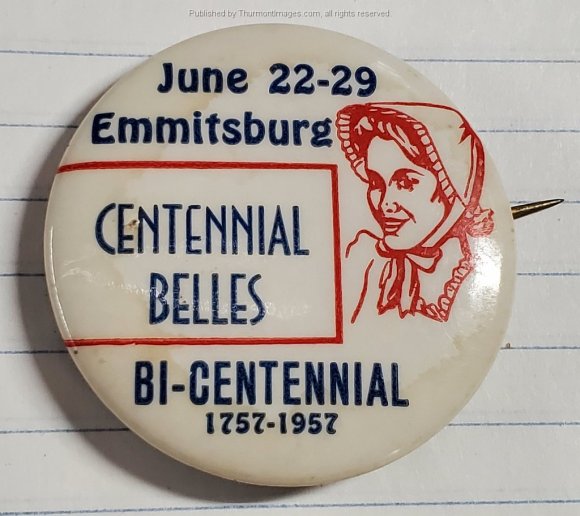 Published by Thurmontimages.com, all rights reserved.
June 22-29
Emmitsburg
CENTENNIAL
BELLES
BI-CENTENNIAL
1757-1957